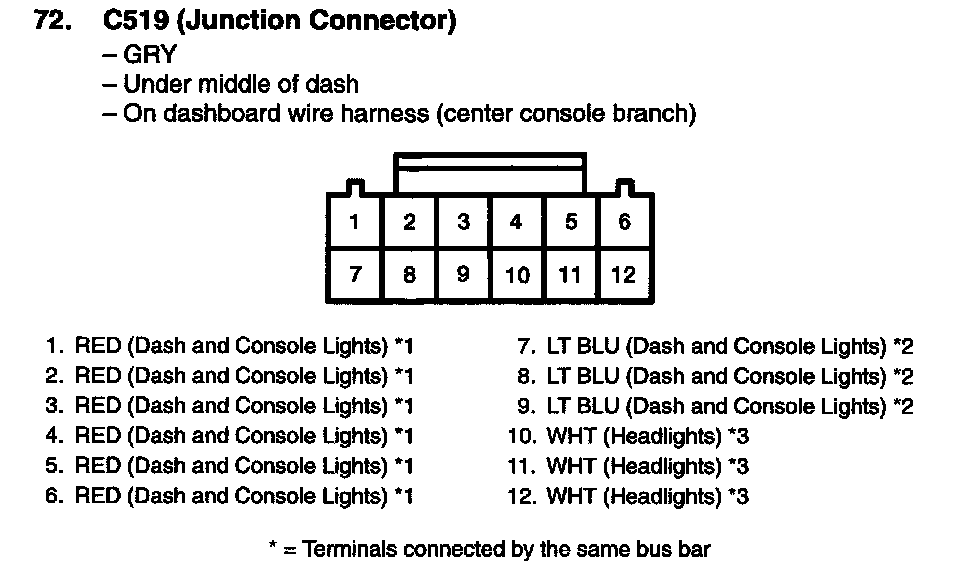 72. C519 (Junction Connector)
– GRY
– Under middle of dash
– On dashboard wire harness (center console branch)
1 2 3 4 5 6
7 8 9 10 11 12
1. RED (Dash and Console Lights) *1
2. RED (Dash and Console Lights) *1
3. RED (Dash and Console Lights) *1
4. RED (Dash and Console Lights) *1
5. RED (Dash and Console Lights) *1
6. RED (Dash and Console Lights) *1
7. LT BLU (Dash and Console Lights) *2
8. LT BLU (Dash and Console Lights) *2
9. LT BLU (Dash and Console Lights) *2
10. WHT (Headlights) *3
11. WHT (Headlights) *3
12. WHT (Headlights) *3
* = Terminals connected by the same bus bar